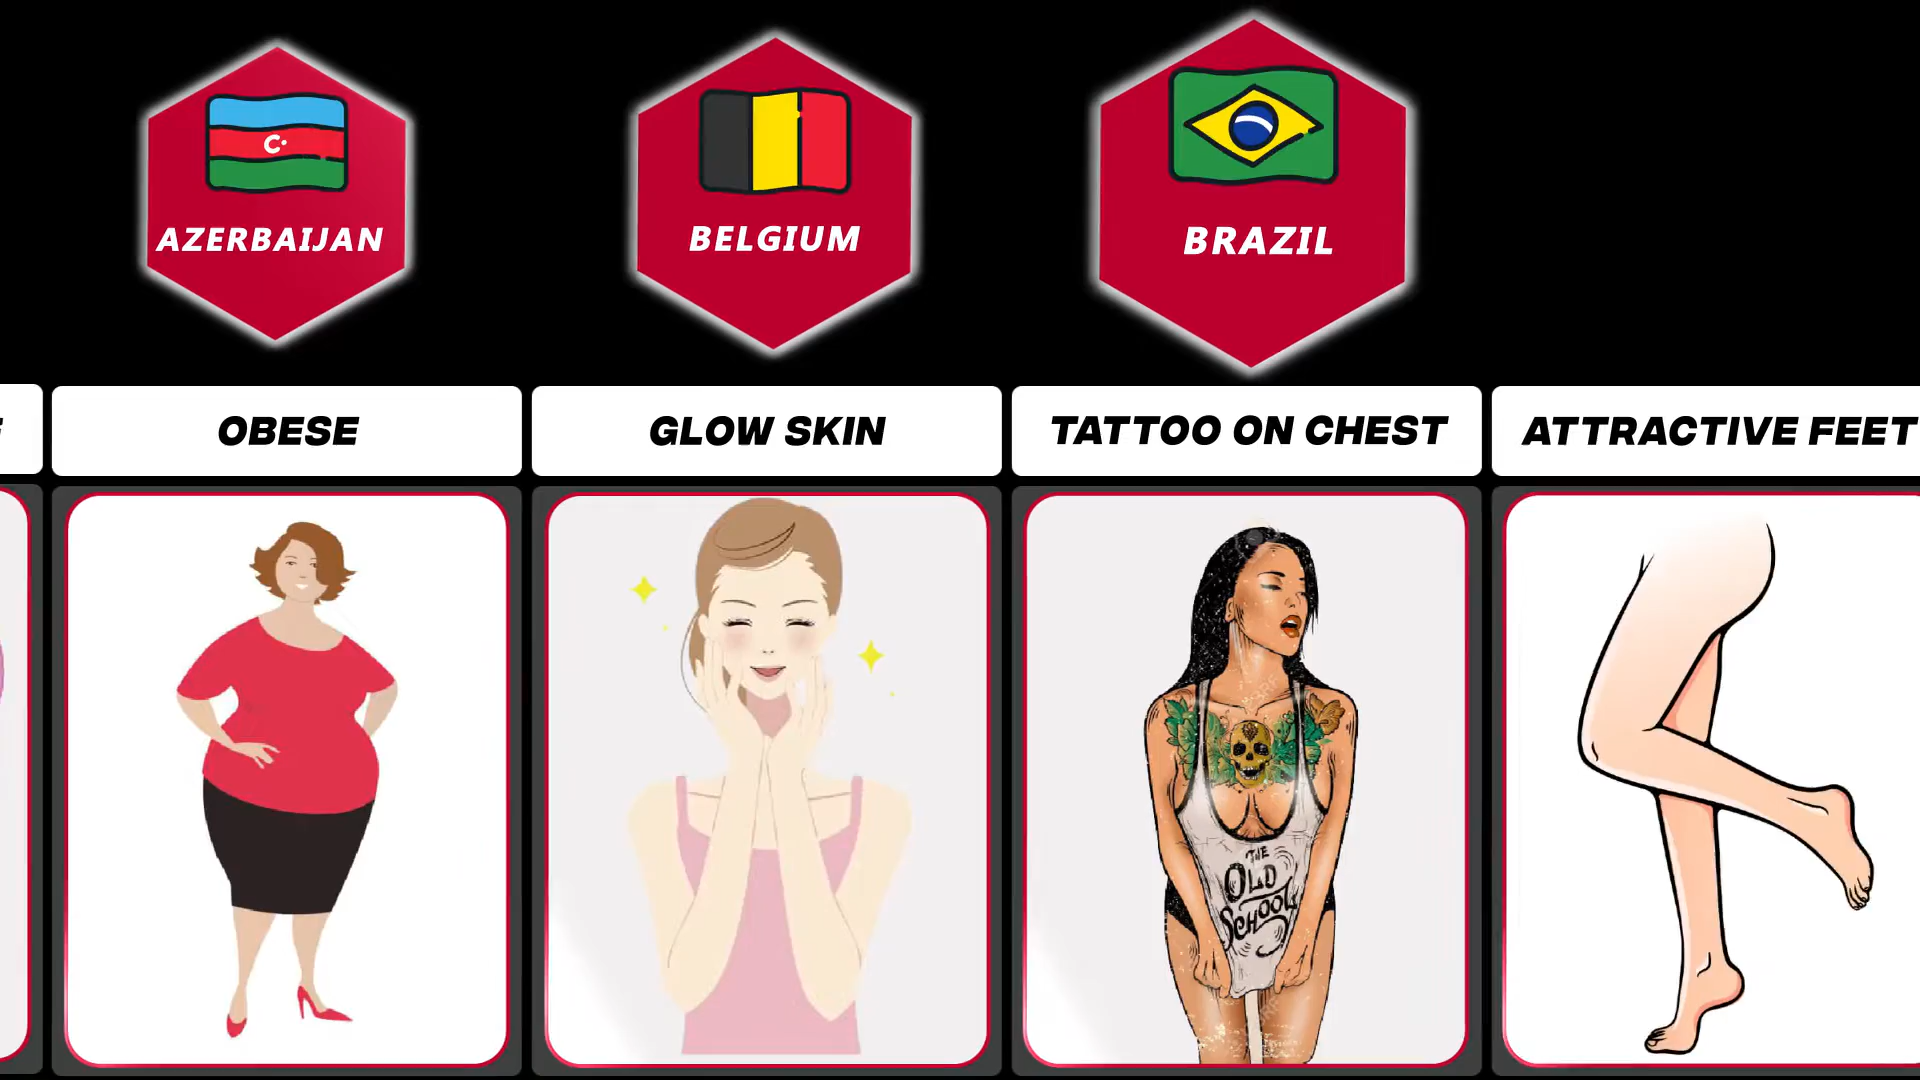 AZERBAIJAN
BELGIUM
BRAZIL
OBESE
GLOW SKIN
TATTOO ON CHEST
ATTRACTIVE FEET
THE
OLD
SCHOOL